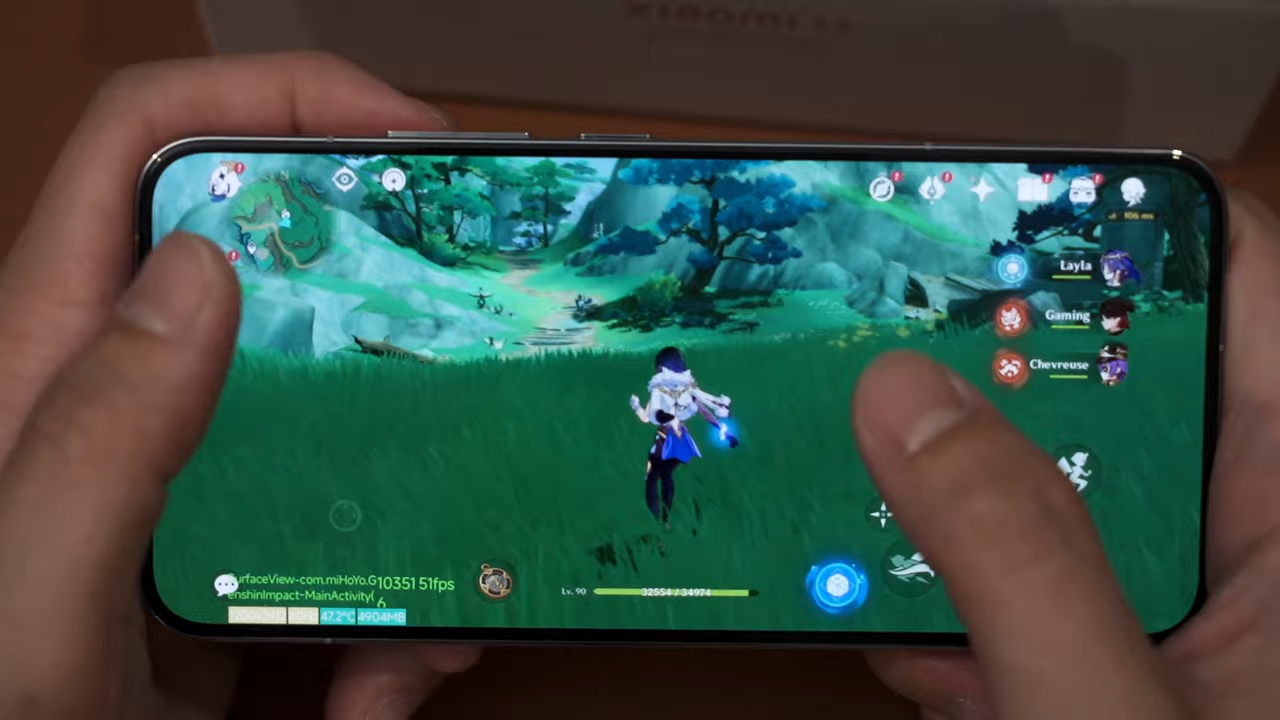 106 ms
Layla
Gaming
Chevreuse
urfaceView-com.miHoYo.G10351 51fps
enshinImpact-MainActivity(
6
47.2°C 4904MB
Lv. 90
32554 / 34974